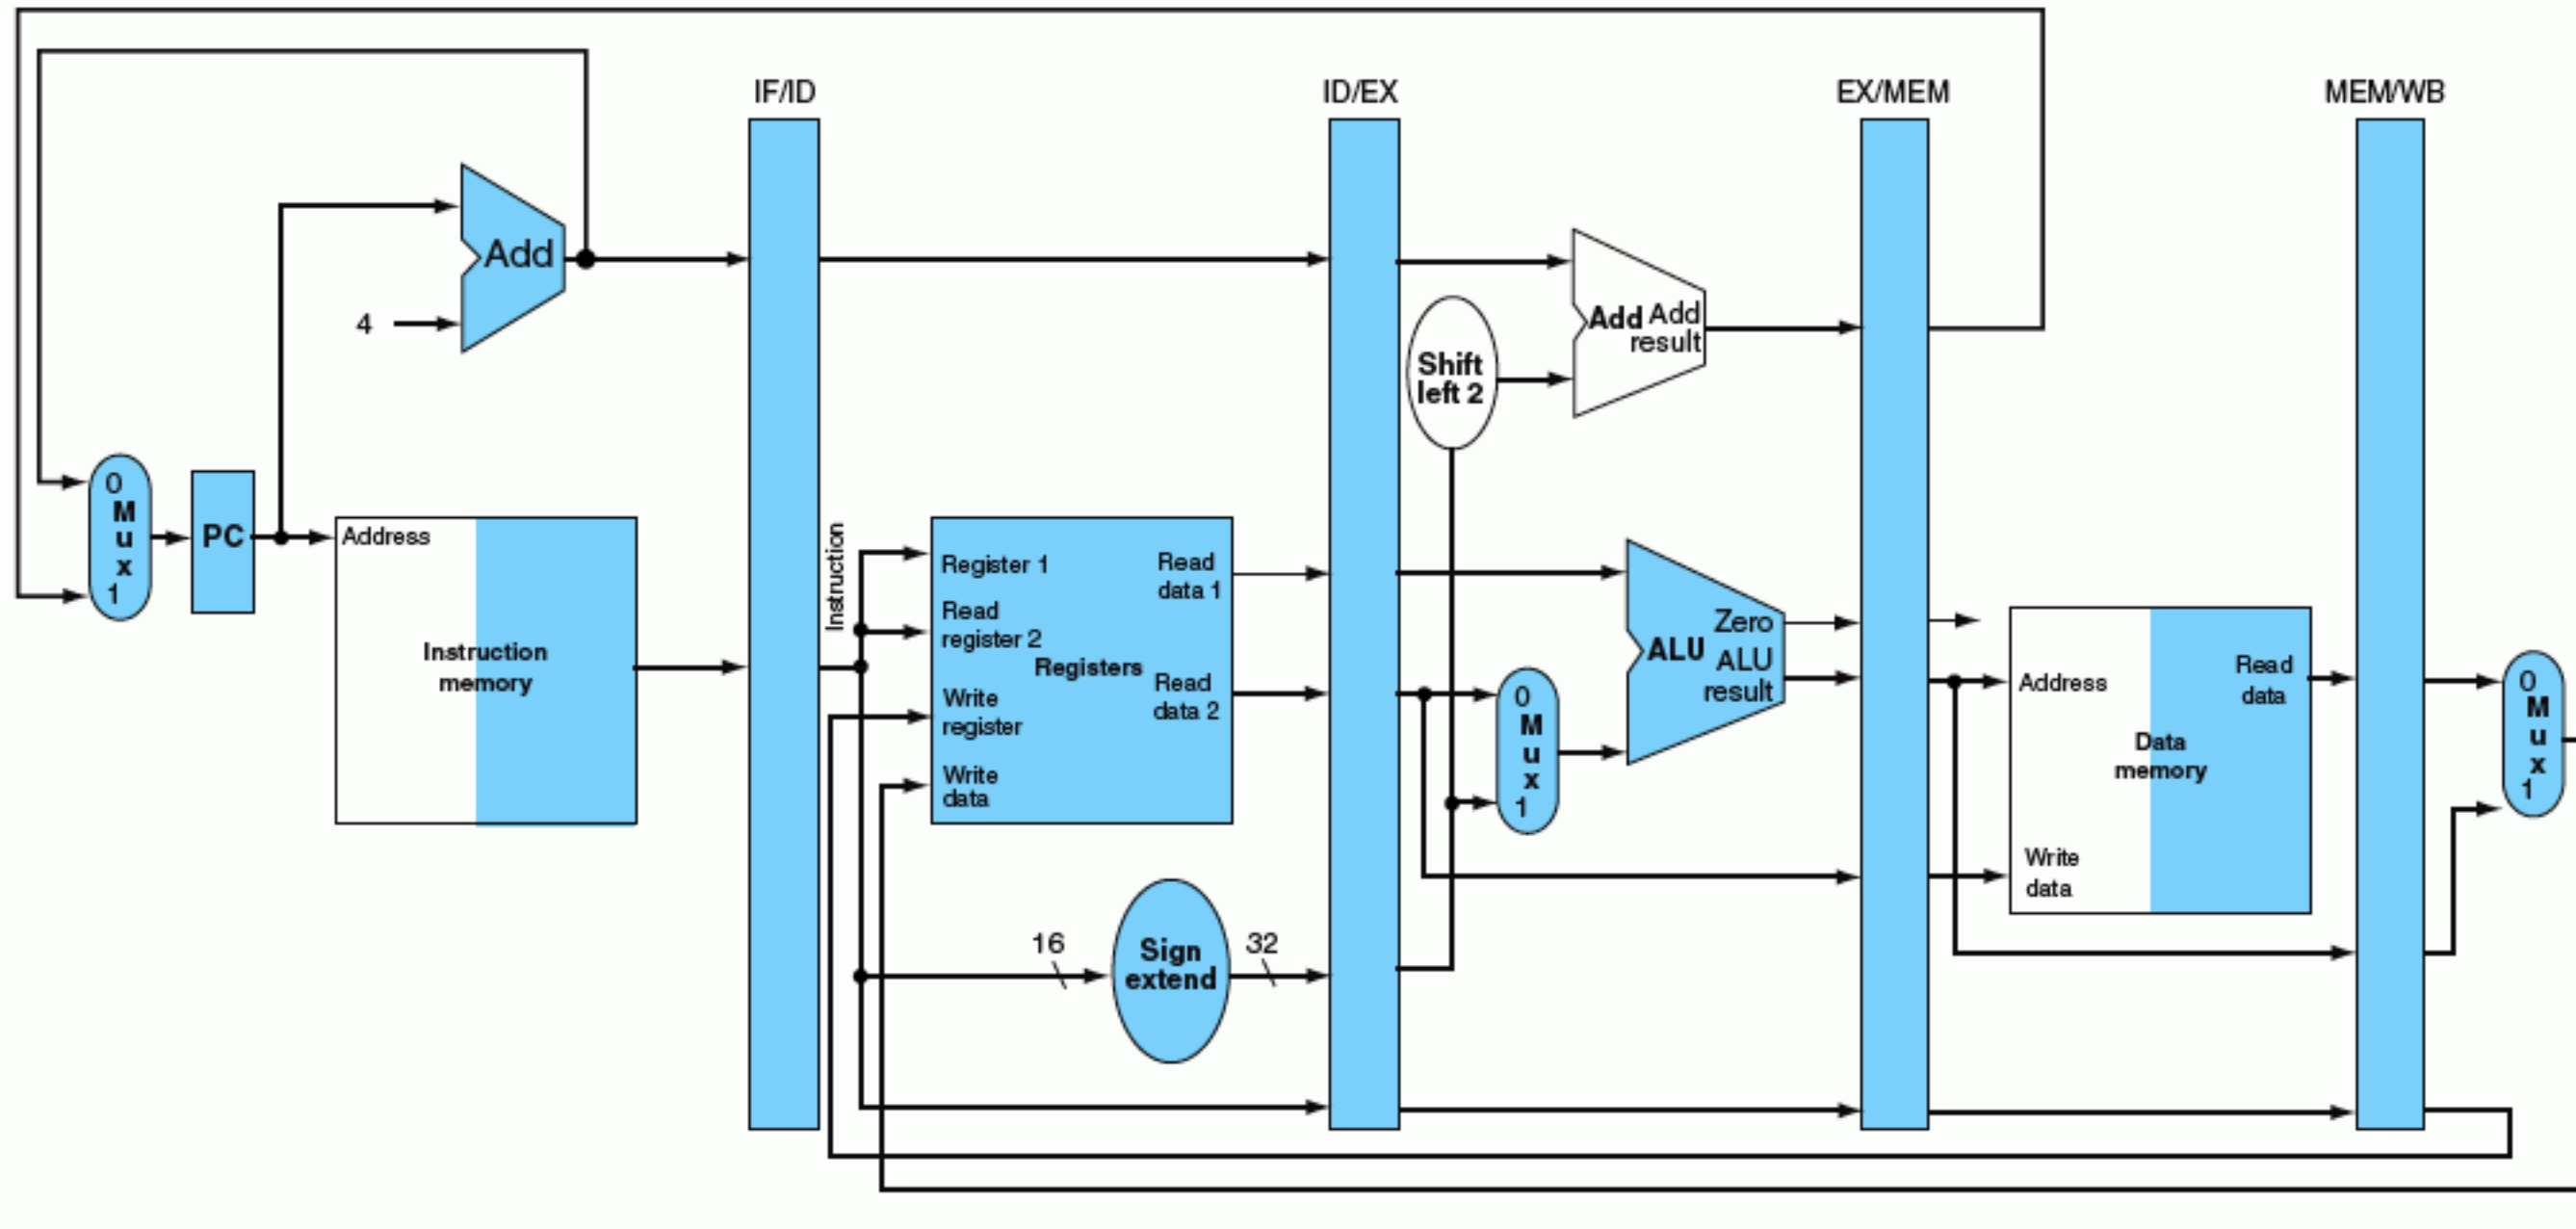 IF/ID
ID/EX
EX/MEM
MEM/WB
Add
4
Add Add
result
Shift
left 2
0
M
u
x
1
PC
Address
Instruction
memory
Instruction
Register 1
Read
register 2
Write
register
Write
data
Registers
Read
data 1
Read
data 2
16
Sign
extend
32
0
M
u
x
1
ALU
Zero
ALU
result
Address
Write
data
Data
memory
Read
data
0
M
u
x
1